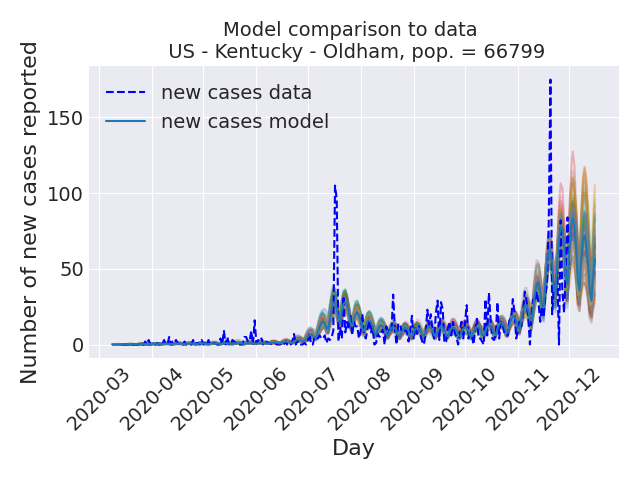 Model comparison to data
US - Kentucky - Oldham, pop. = 66799
Number of new cases reported
150
100
50
0
new cases data
new cases model
2020-03
2020-04
2020-05
2020-06
2020-07
2020-08
2020-09
2020-10
2020-11
2020-12
Day